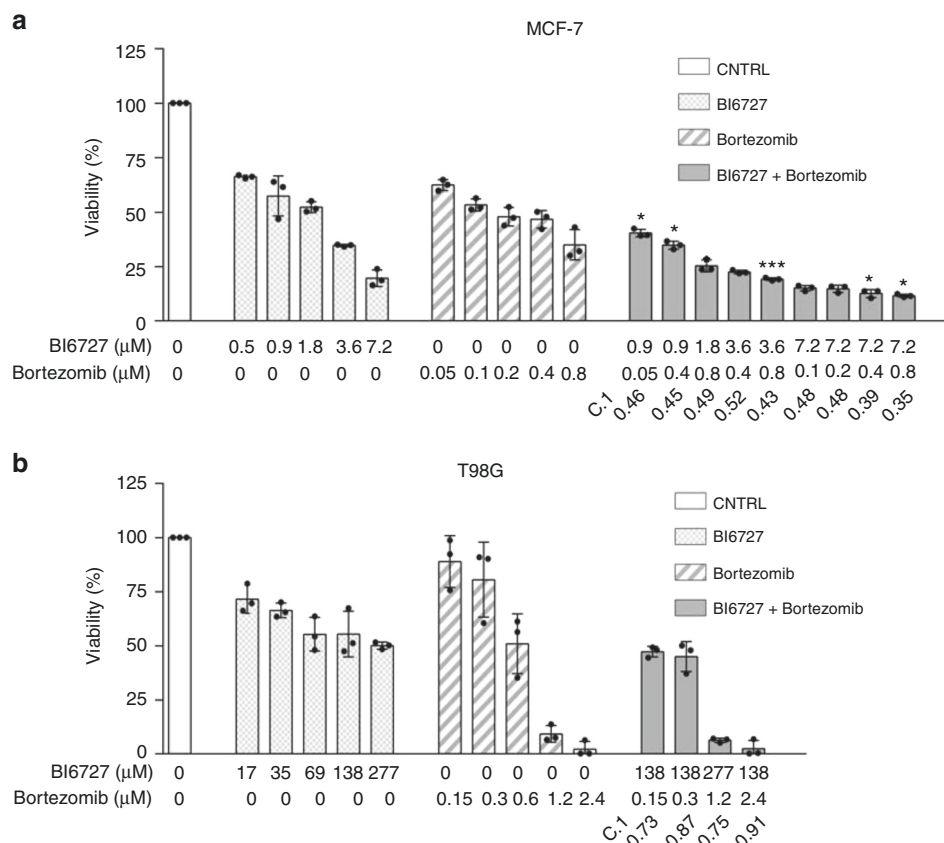 a
MCF-7
125
100
75
50
25
0
Viability (%)
CNTRL
BI6727
Bortezomib
BI6727 + Bortezomib
* * *** * *
BI6727 (μM) 0 0.5 0.9 1.8 3.6 7.2 0 0 0 0 0 0.9 0.9 1.8 3.6 3.6 7.2 7.2 7.2 7.2
Bortezomib (μM) 0 0 0 0 0 0 0.05 0.1 0.2 0.4 0.8 0.05 0.4 0.8 0.4 0.8 0.1 0.2 0.4 0.8
C.1 0.46 0.45 0.49 0.52 0.43 0.48 0.48 0.39 0.35
b
T98G
125
100
75
50
25
0
Viability (%)
CNTRL
BI6727
Bortezomib
BI6727 + Bortezomib
BI6727 (μM) 0 17 35 69 138 277 0 0 0 0 0 138 138 277 138
Bortezomib (μM) 0 0 0 0 0 0 0.15 0.3 0.6 1.2 2.4 0.15 0.3 1.2 2.4
C.1 0.73 0.87 0.75 0.91